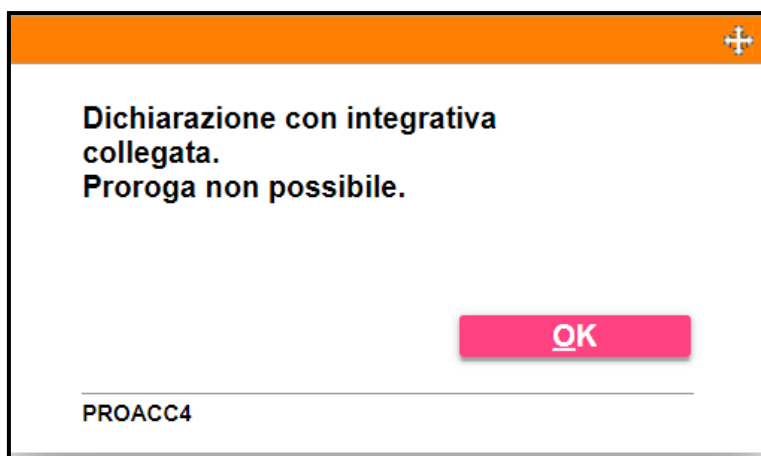 Dichiarazione con integrativa
collegata.
Proroga non possibile.
OK
PROACC4